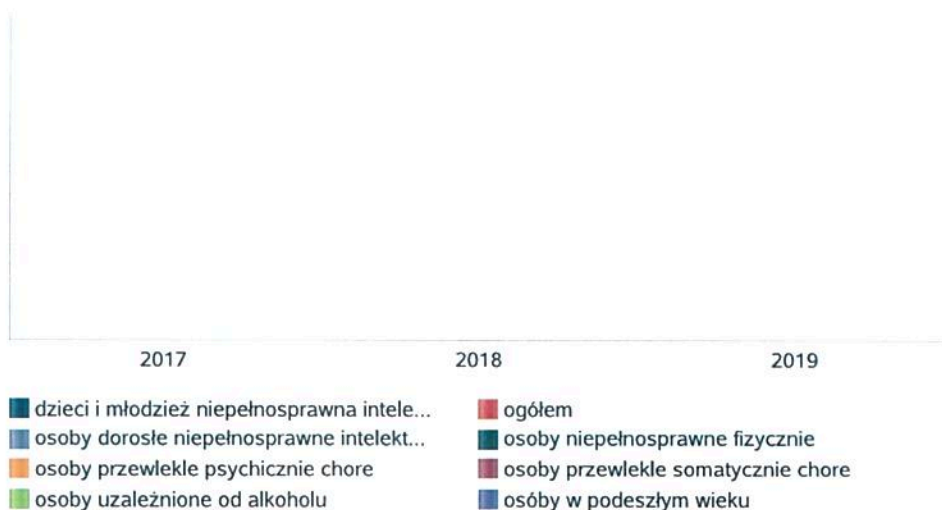 2017 2018 2019
dzieci i młodzież niepełnosprawna intele... ogółem
osoby dorosłe niepełnosprawne intelekt... osoby niepełnosprawne fizycznie
osoby przewlekle psychicznie chore osoby przewlekle somatycznie chore
osoby uzależnione od alkoholu osóby w podeszłym wieku